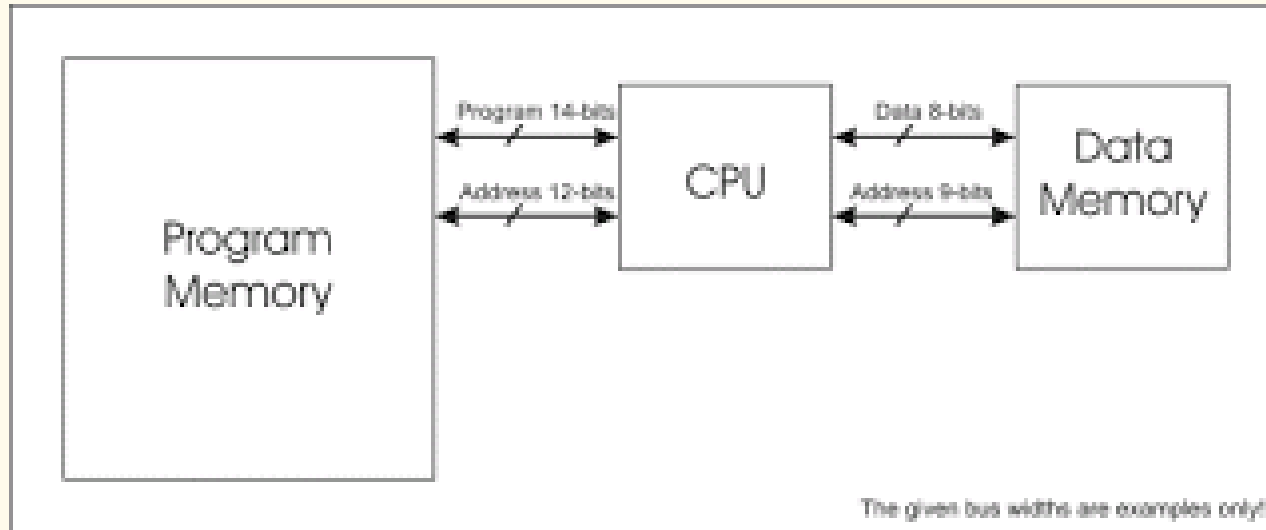 Program
Memory
Program 14-bits
Address 12-bits
CPU
Data 8-bits
Address 9-bits
Data
Memory
The given bus widths are examples only!